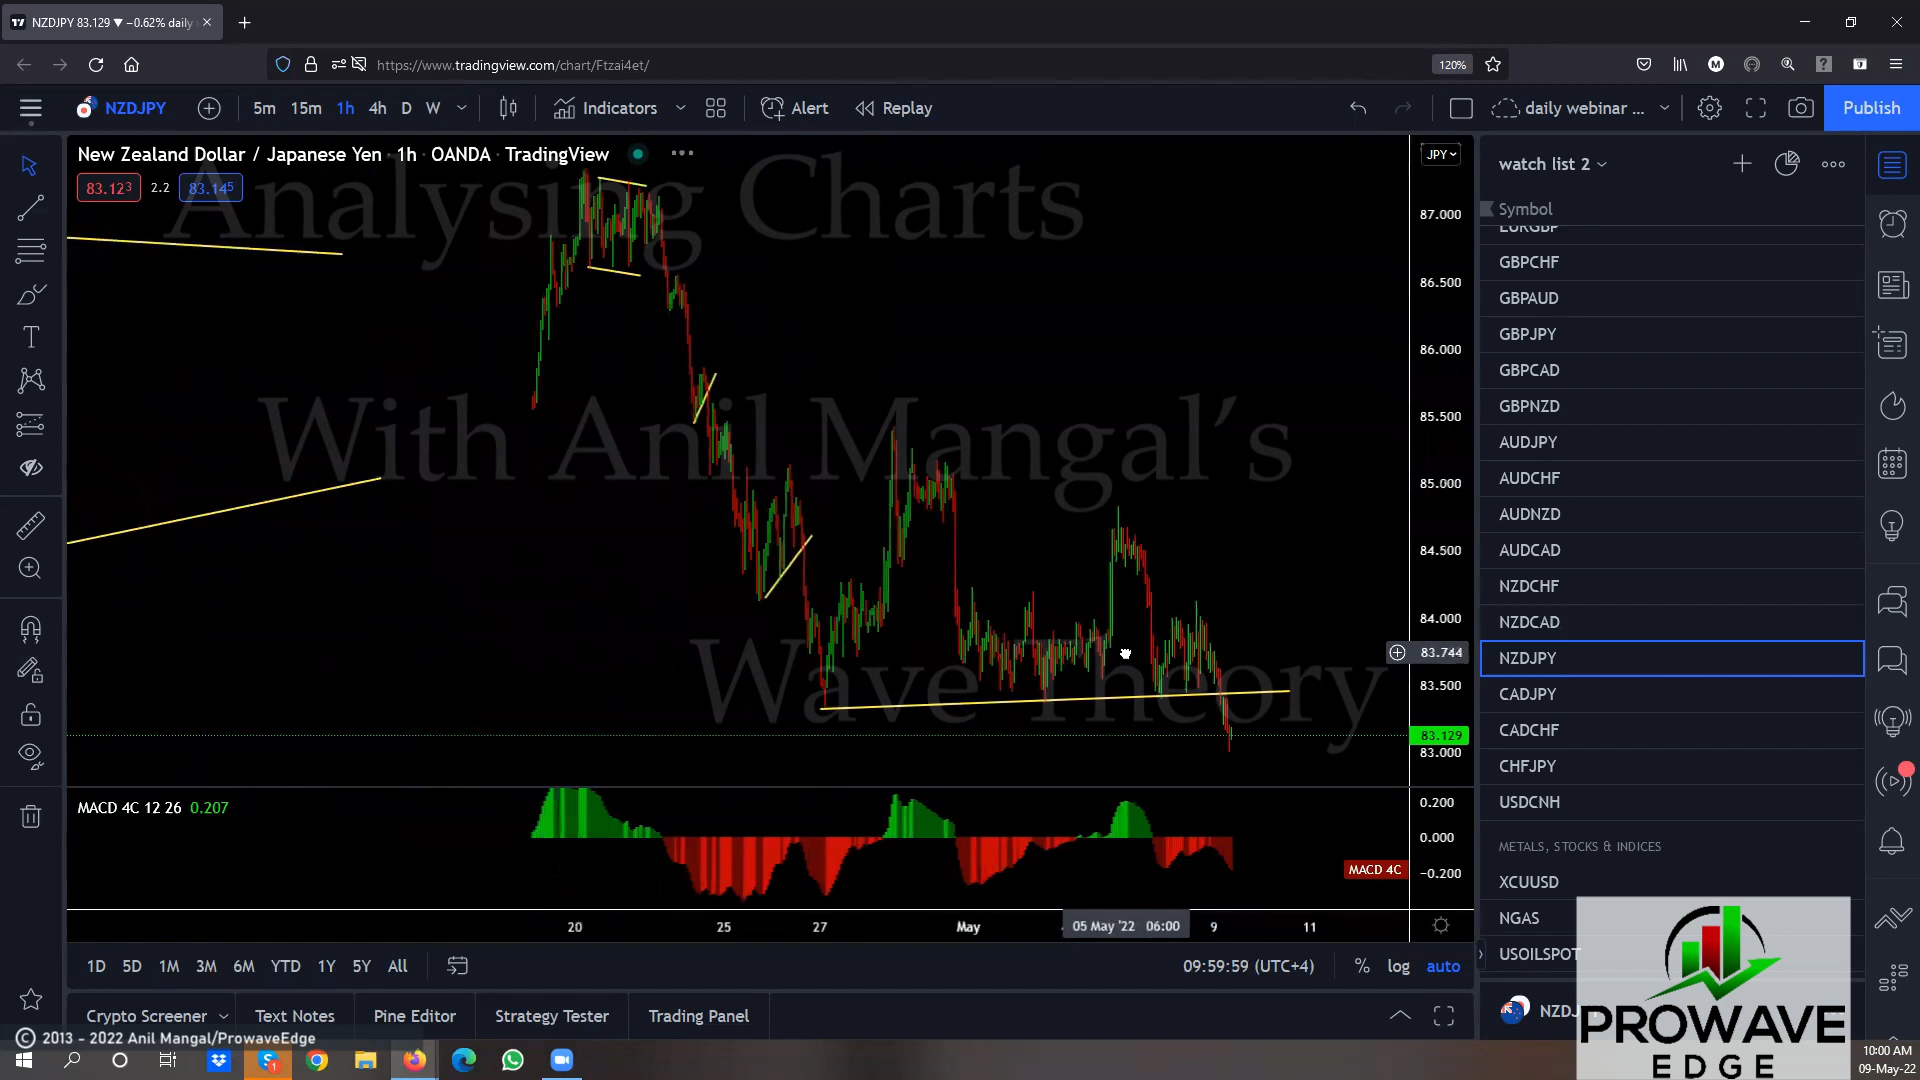 NZDJPY 83.129 ▼ −0.62% daily
https://www.tradingview.com/chart/Ftzai4et/
120%
NZDJPY
5m 15m 1h 4h D W
Indicators
Alert
Replay
daily webinar ...
Publish
New Zealand Dollar / Japanese Yen · 1h · OANDA · TradingView
83.123 2.2 83.145
Analysing Charts
With Anil Mangal's
Wave Theory
JPY
87.000
86.500
86.000
85.500
85.000
84.500
84.000
83.744
83.500
83.129
83.000
MACD 4C 12 26 0.207
0.200
0.000
MACD 4C
−0.200
20 25 27 May 05 May '22 06:00 9 11
1D 5D 1M 3M 6M YTD 1Y 5Y All
09:59:59 (UTC+4) % log auto
Crypto Screener Text Notes Pine Editor Strategy Tester Trading Panel
© 2013 - 2022 Anil Mangal/ProwaveEdge
watch list 2
Symbol
EURGBP
GBPCHF
GBPAUD
GBPJPY
GBPCAD
GBPNZD
AUDJPY
AUDCHF
AUDNZD
AUDCAD
NZDCHF
NZDCAD
NZDJPY
CADJPY
CADCHF
CHFJPY
USDCNH
METALS, STOCKS & INDICES
XCUUSD
NGAS
USOILSPOT
PROWAVE
EDGE
10:00 AM
09-May-22